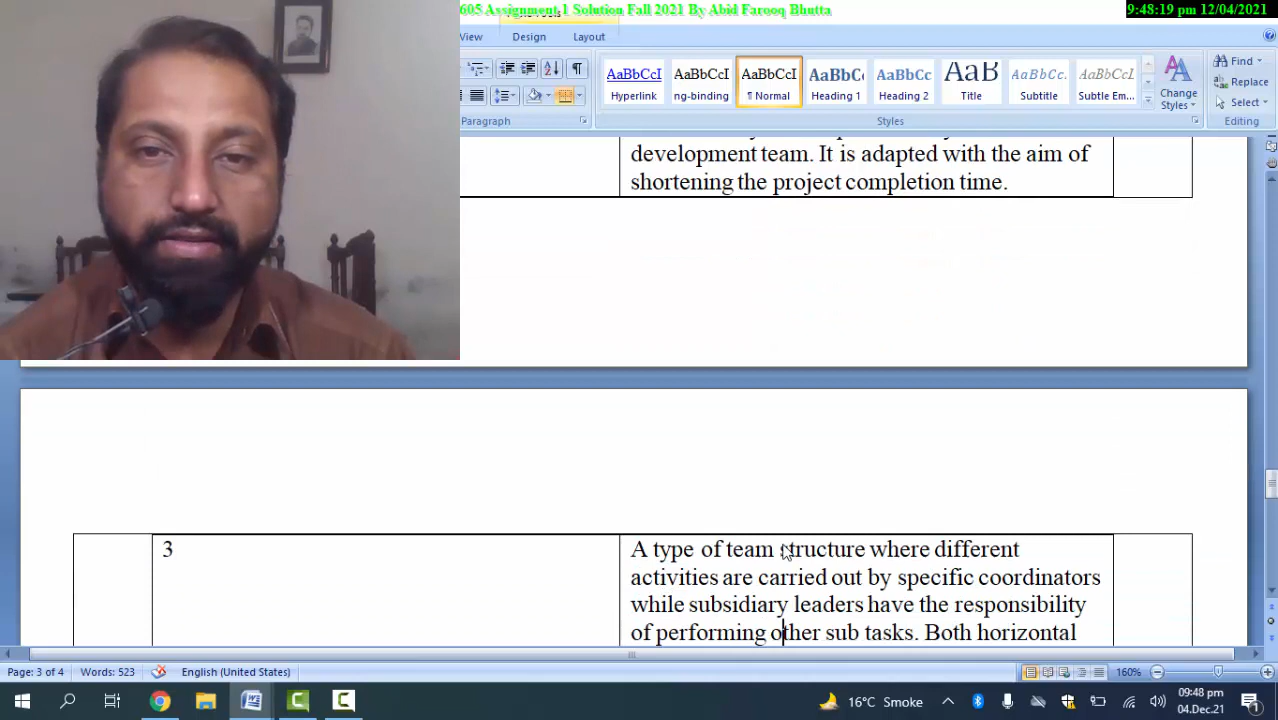 605 Assignment 1 Solution Fall 2021 By Abid Farooq Bhutta
9:48:19 pm 12/04/2021
View Design Layout
AaBbCcI AaBbCcI AaBbCcI AaBbC AaBbCc AaB AaBbCc. AaBbCcL
Hyperlink ng-binding ¶ Normal Heading 1 Heading 2 Title Subtitle Subtle Em...
Change
Styles
Find
Replace
Select
Paragraph Styles Editing
development team. It is adapted with the aim of
shortening the project completion time.
3
A type of team structure where different
activities are carried out by specific coordinators
while subsidiary leaders have the responsibility
of performing other sub tasks. Both horizontal
Page: 3 of 4 Words: 523 English (United States) 160%
16°C Smoke
09:48 pm
04.Dec.21
1